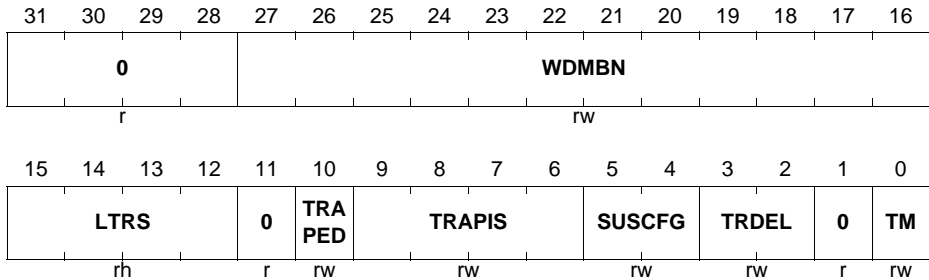 31 30 29 28 27 26 25 24 23 22 21 20 19 18 17 16
0 WDMBN
r rw
15 14 13 12 11 10 9 8 7 6 5 4 3 2 1 0
LTRS 0 TRA PED TRAPIS SUSCFG TRDEL 0 TM
rh r rw rw rw rw r rw